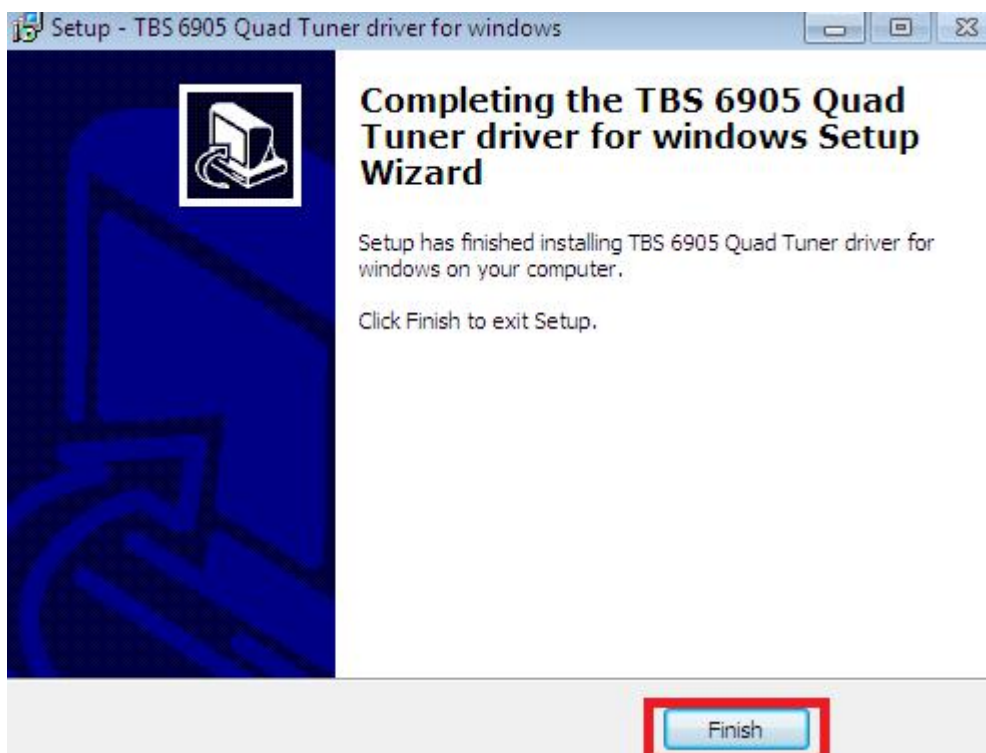 Setup - TBS 6905 Quad Tuner driver for windows
Completing the TBS 6905 Quad
Tuner driver for windows Setup
Wizard
Setup has finished installing TBS 6905 Quad Tuner driver for
windows on your computer.
Click Finish to exit Setup.
Finish